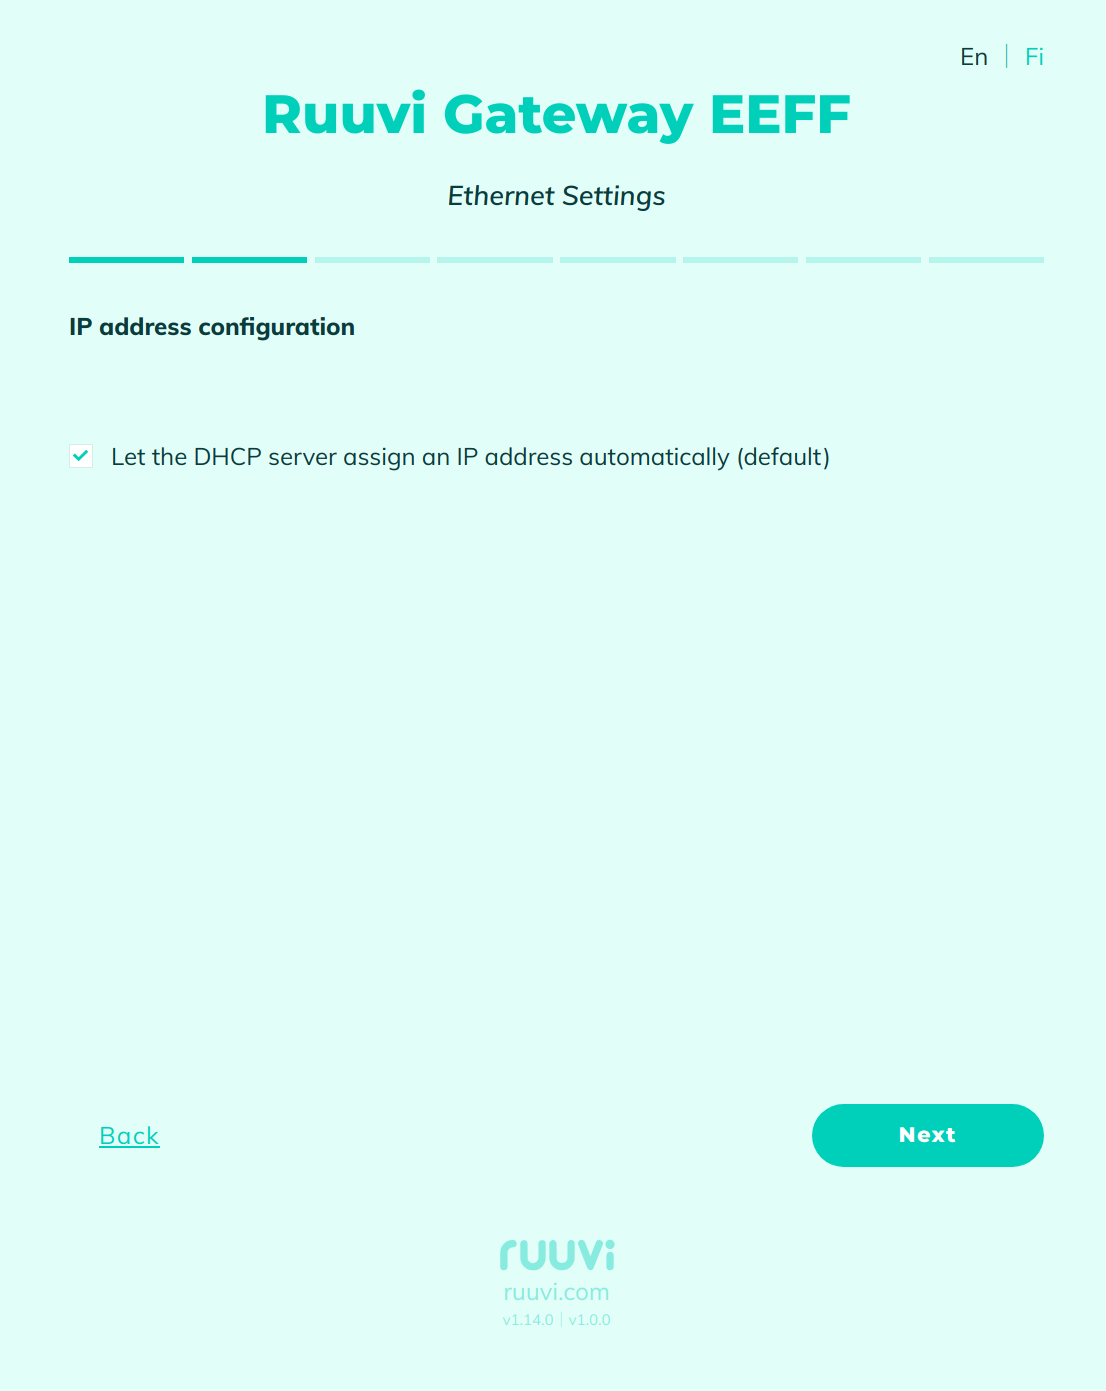 En | Fi
Ruuvi Gateway EEFF
Ethernet Settings
IP address configuration
Let the DHCP server assign an IP address automatically (default)
Back
Next
ruuvi
ruuvi.com
v1.14.0 | v1.0.0